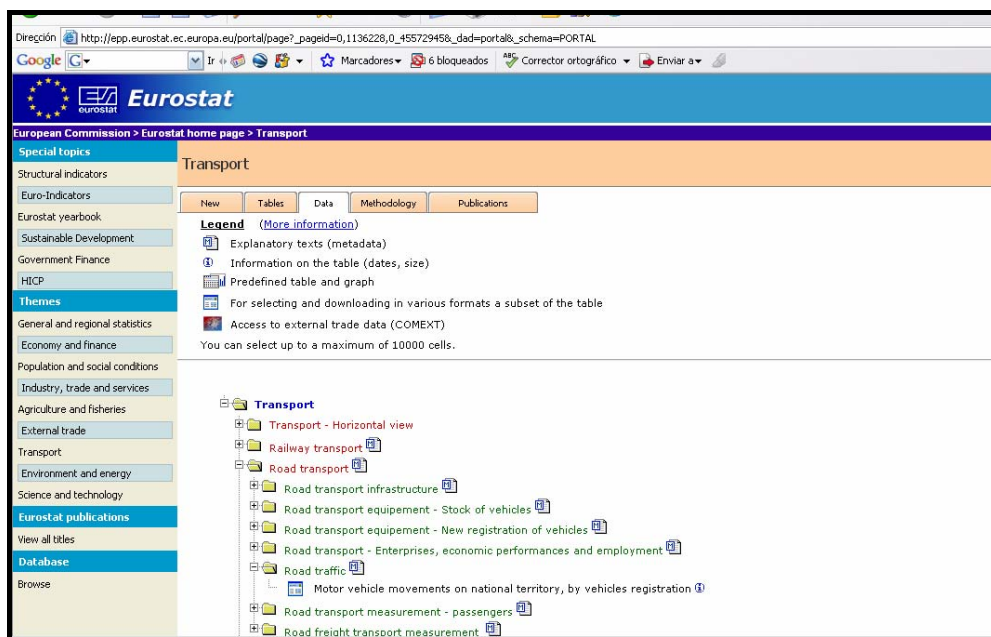 Dirección http://epp.eurostat.ec.europa.eu/portal/page?_pageid=0,1136228,0_45572945&_dad=portal&_schema=PORTAL
Google G Ir Marcadores 6 bloqueados ABC Corrector ortográfico Enviar a
eurostat Eurostat
European Commission > Eurostat home page > Transport
Special topics
Structural indicators
Euro-Indicators
Eurostat yearbook
Sustainable Development
Government Finance
HICP
Themes
General and regional statistics
Economy and finance
Population and social conditions
Industry, trade and services
Agriculture and fisheries
External trade
Transport
Environment and energy
Science and technology
Eurostat publications
View all titles
Database
Browse
Transport
New Tables Data Methodology Publications
Legend (More information)
Explanatory texts (metadata)
Information on the table (dates, size)
Predefined table and graph
For selecting and downloading in various formats a subset of the table
Access to external trade data (COMEXT)
You can select up to a maximum of 10000 cells.
Transport
Transport - Horizontal view
Railway transport
Road transport
Road transport infrastructure
Road transport equipement - Stock of vehicles
Road transport equipement - New registration of vehicles
Road transport - Enterprises, economic performances and employment
Road traffic
Motor vehicle movements on national territory, by vehicles registration
Road transport measurement - passengers
Road freight transport measurement